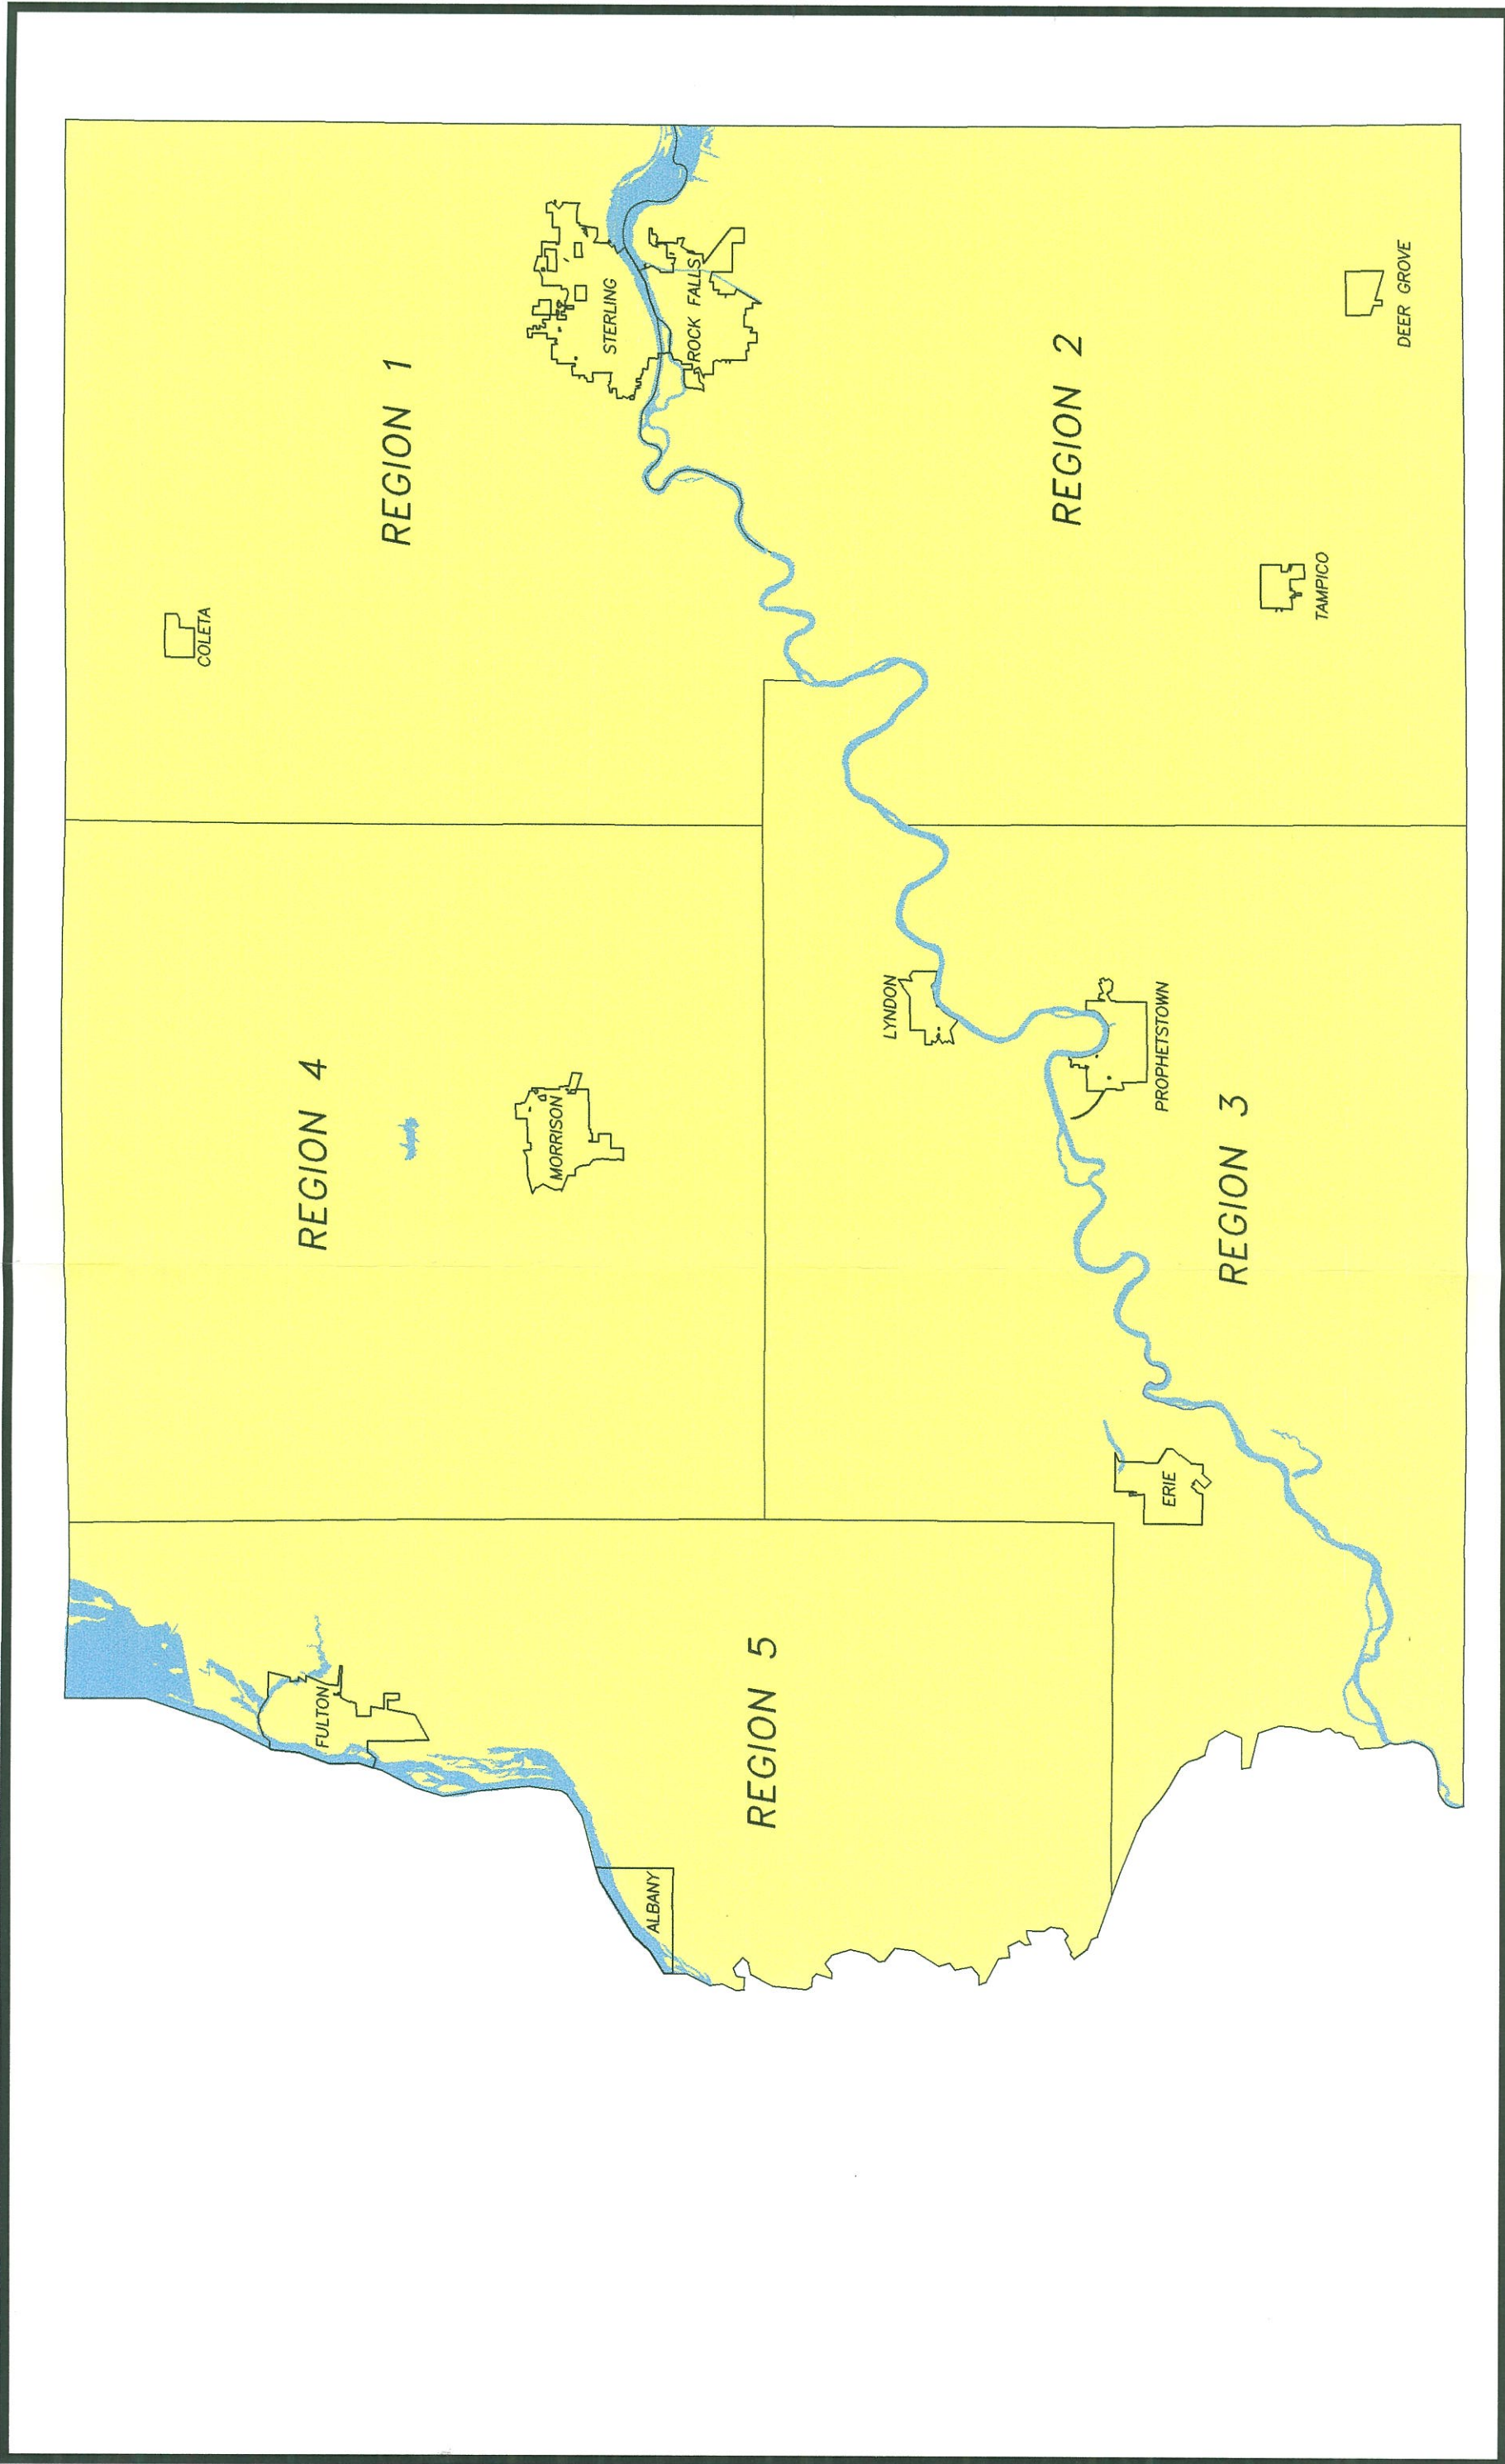 COLETA
REGION 4
FULTON
REGION 1
MORRISON
STERLING
ALBANY
ROCK FALLS
REGION 5
LYNDON
REGION 2
PROPHETSTOWN
ERIE
REGION 3
TAMPICO
DEER GROVE